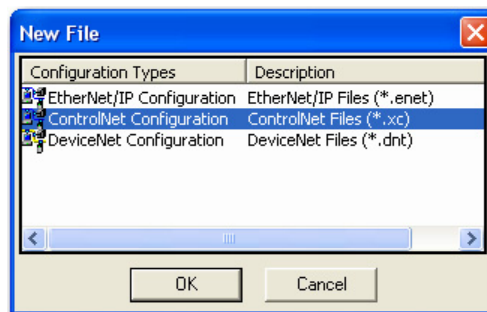 New File
Configuration Types Description
EtherNet/IP Configuration EtherNet/IP Files (*.enet)
ControlNet Configuration ControlNet Files (*.xc)
DeviceNet Configuration DeviceNet Files (*.dnt)
OK Cancel